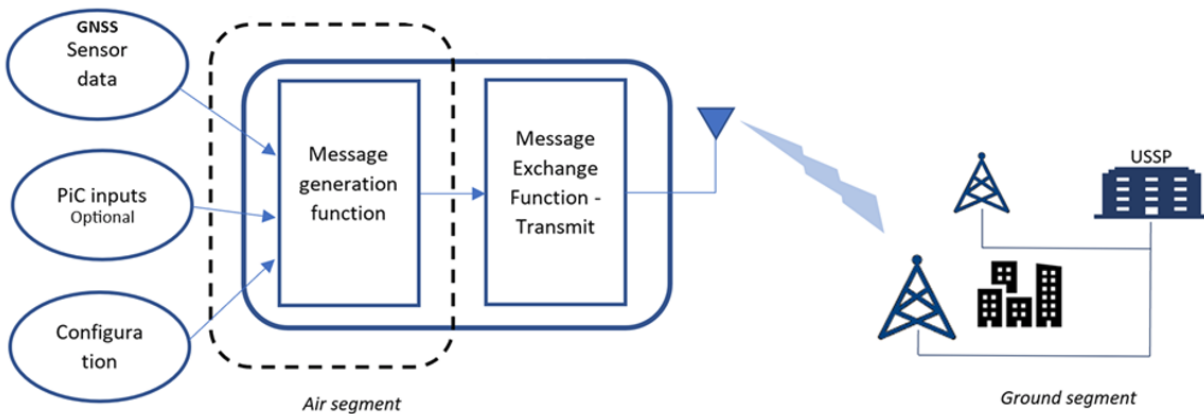 GNSS
Sensor
data
PiC inputs
Optional
Configura
tion
Message
generation
function
Message
Exchange
Function -
Transmit
USSP
Air segment
Ground segment